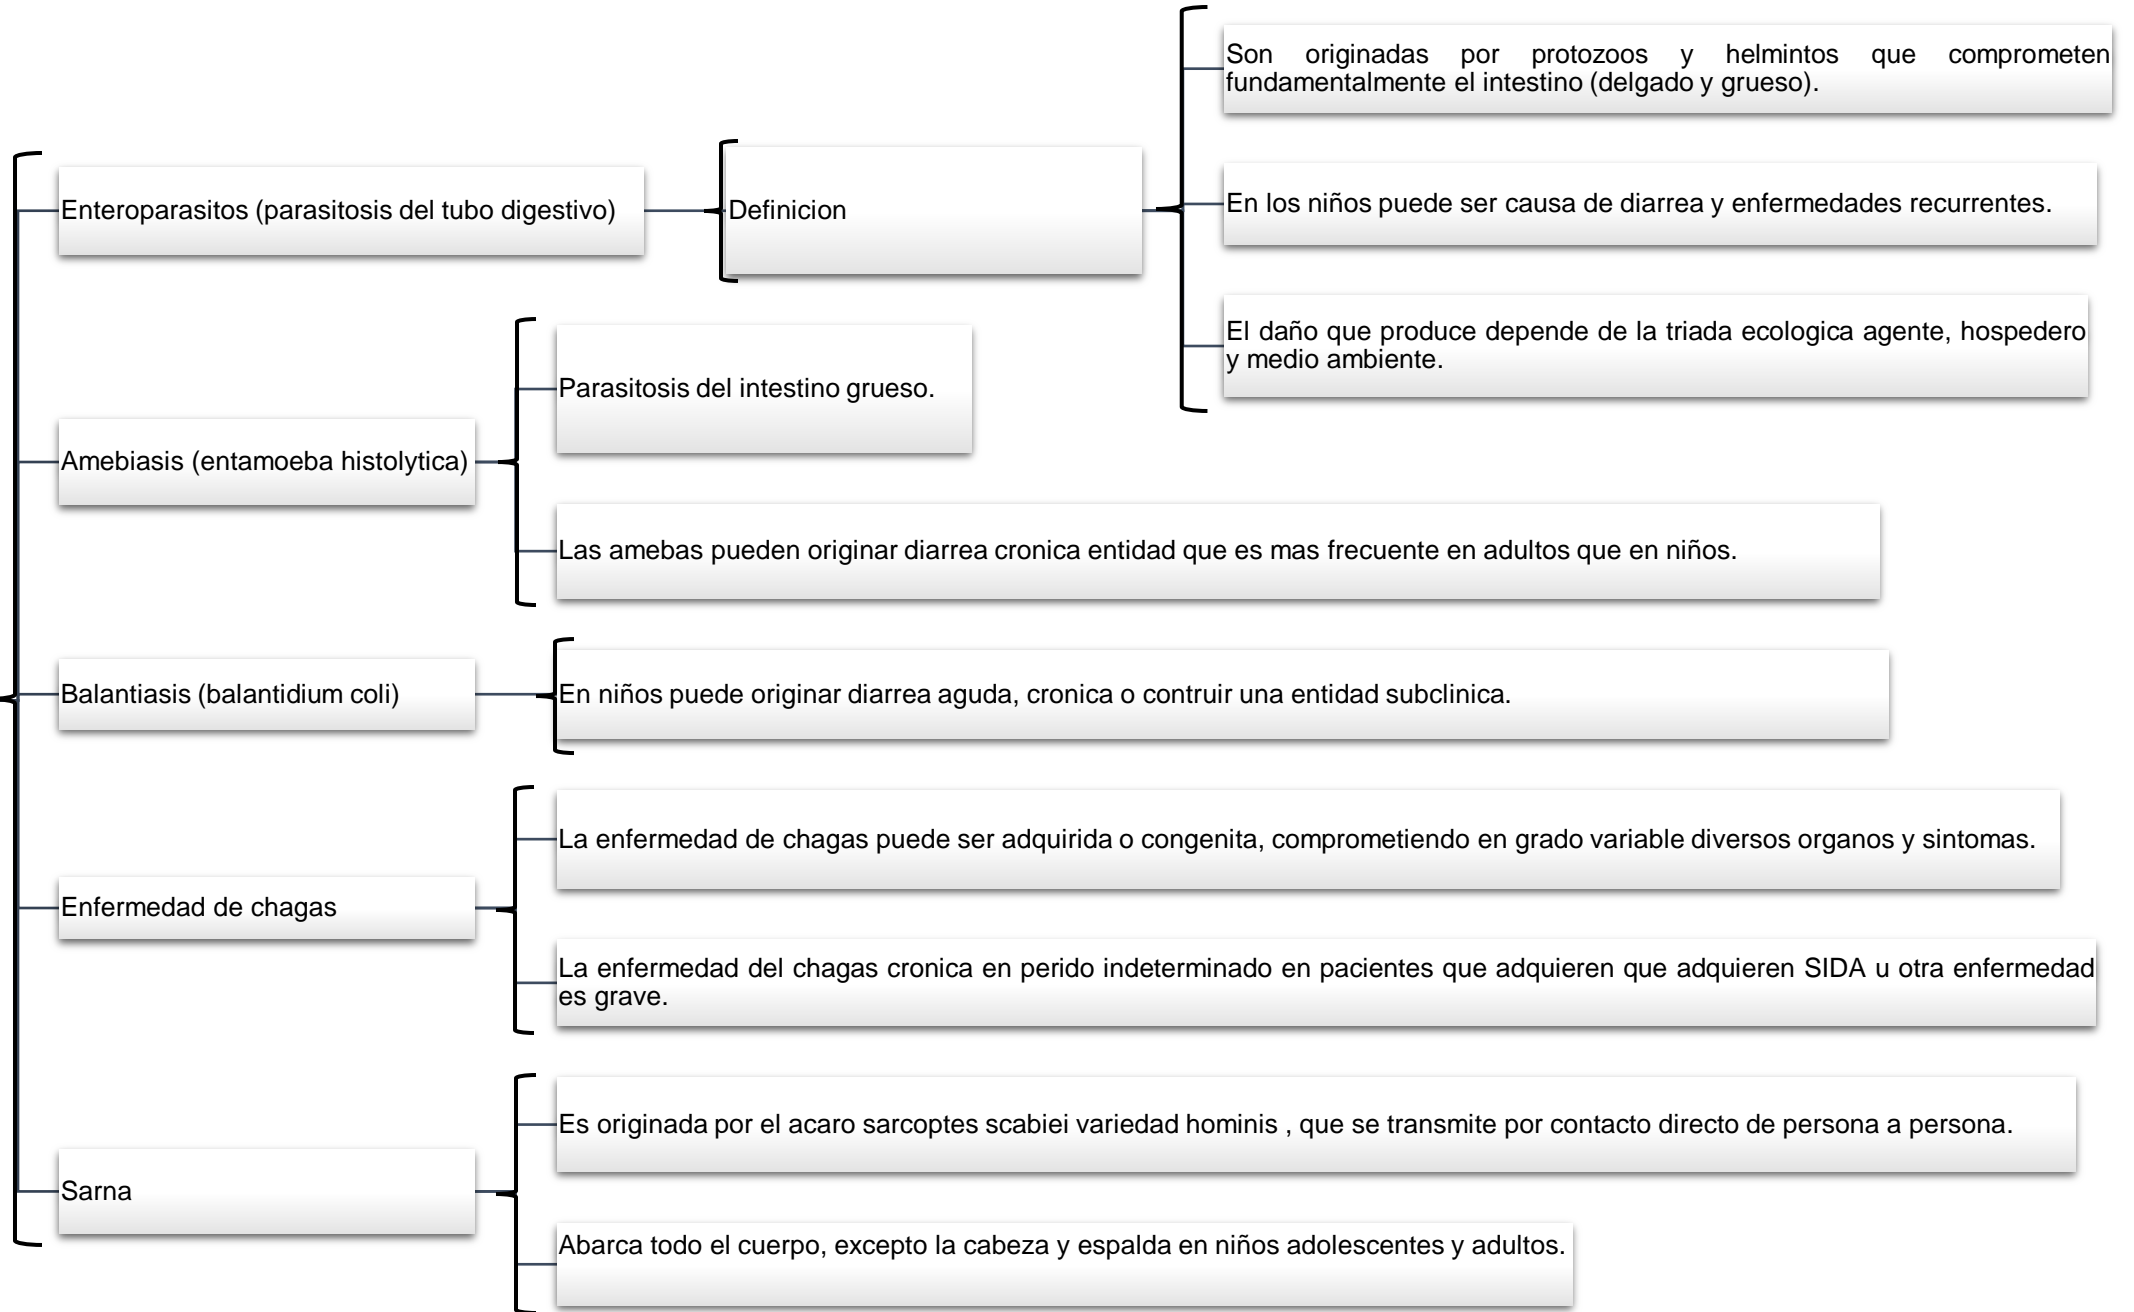 Enteroparasitos (parasitosis del tubo digestivo)
Definicion
Son originadas por protozoos y helmintos que comprometen
fundamentalmente el intestino (delgado y grueso).
En los niños puede ser causa de diarrea y enfermedades recurrentes.
El daño que produce depende de la triada ecologica agente, hospedero
y medio ambiente.
Amebiasis (entamoeba histolytica)
Parasitosis del intestino grueso.
Las amebas pueden originar diarrea cronica entidad que es mas frecuente en adultos que en niños.
Balantiasis (balantidium coli)
En niños puede originar diarrea aguda, cronica o contruir una entidad subclinica.
Enfermedad de chagas
La enfermedad de chagas puede ser adquirida o congenita, comprometiendo en grado variable diversos organos y sintomas.
La enfermedad del chagas cronica en perido indeterminado en pacientes que adquieren que adquieren SIDA u otra enfermedad
es grave.
Sarna
Es originada por el acaro sarcoptes scabiei variedad hominis , que se transmite por contacto directo de persona a persona.
Abarca todo el cuerpo, excepto la cabeza y espalda en niños adolescentes y adultos.